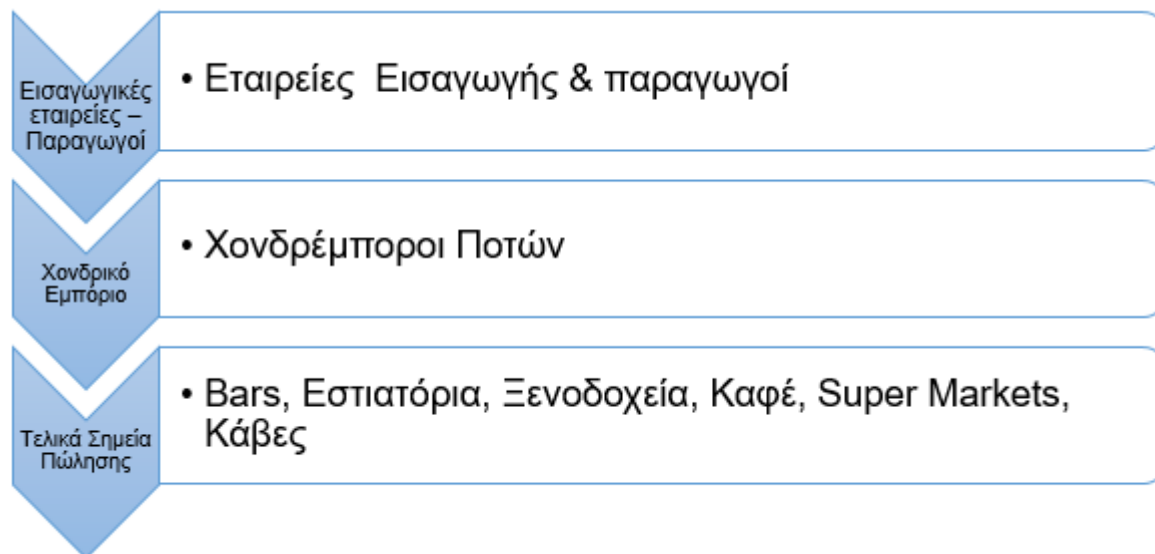 Εισαγωγικές
εταιρείες –
Παραγωγοί
• Εταιρείες Εισαγωγής & παραγωγοί
Χονδρικό
Εμπόριο
• Χονδρέμποροι Ποτών
Τελικά Σημεία
Πώλησης
• Bars, Εστιατόρια, Ξενοδοχεία, Καφέ, Super Markets,
Κάβες